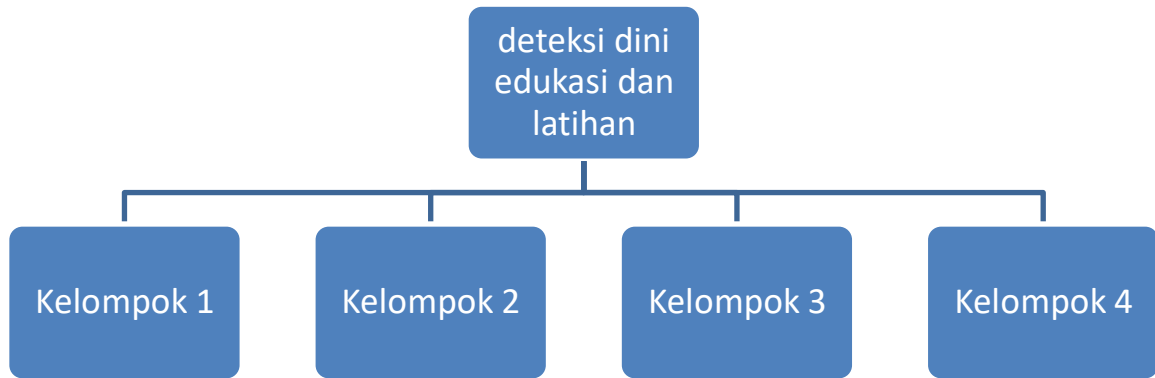 deteksi dini
edukasi dan
latihan
Kelompok 1
Kelompok 2
Kelompok 3
Kelompok 4